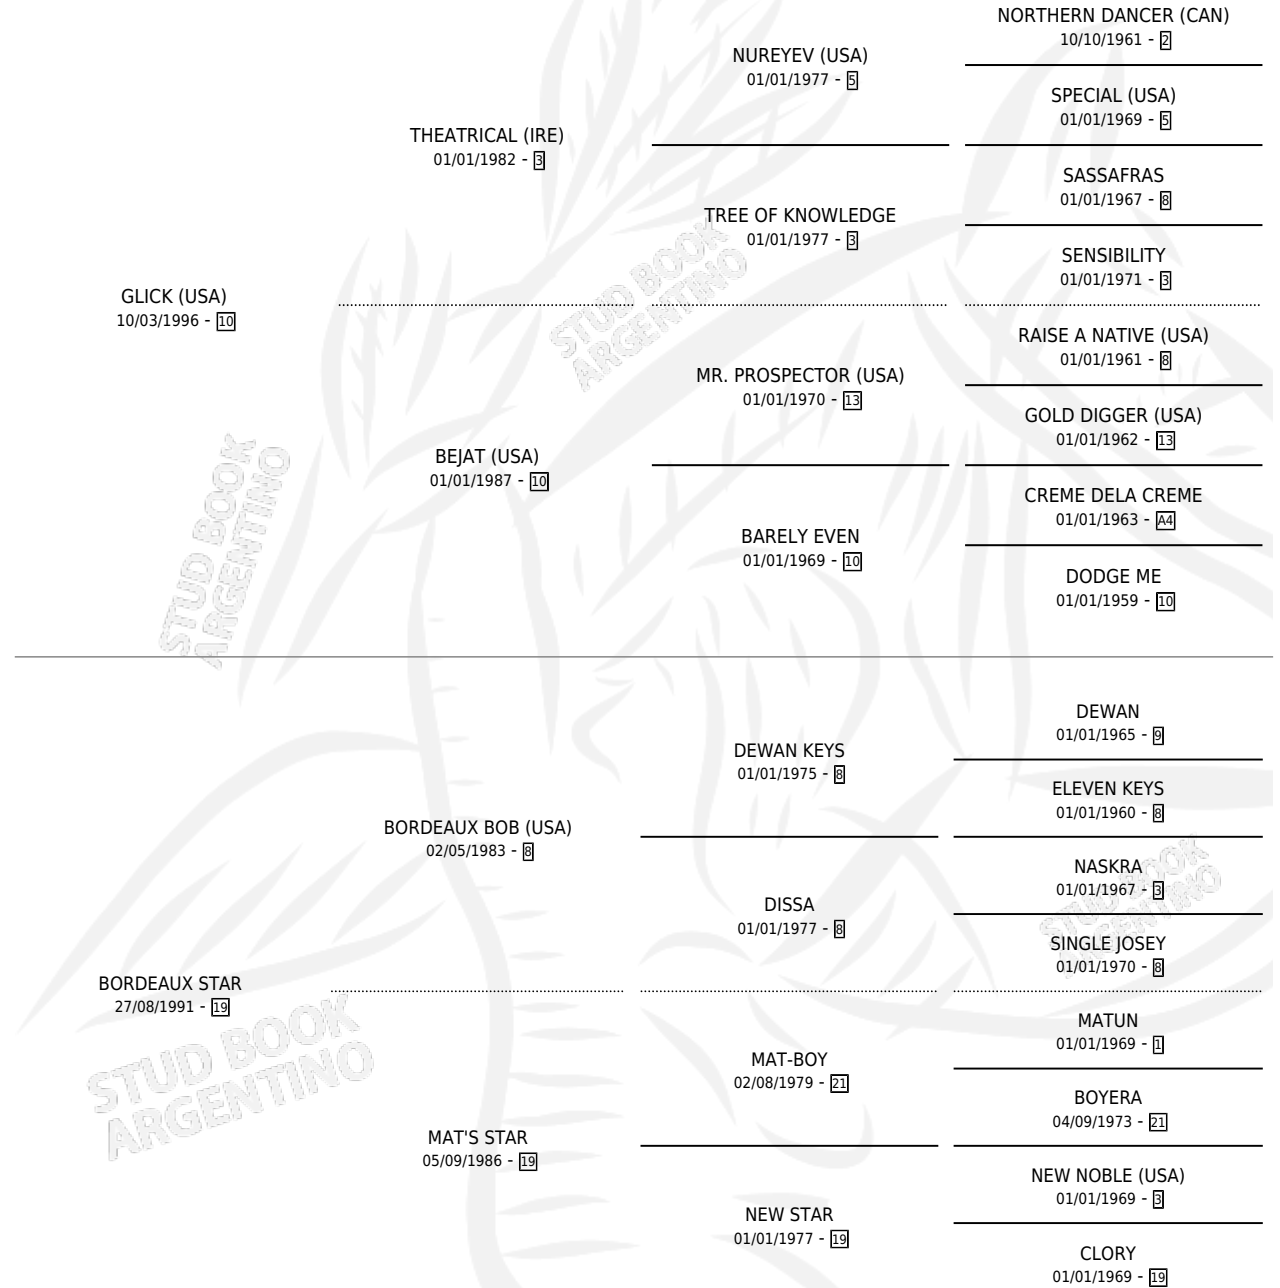 NORTHERN DANCER (CAN)
10/10/1961 - 2
NUREYEV (USA)
01/01/1977 - 5
SPECIAL (USA)
01/01/1969 - 5
THEATRICAL (IRE)
01/01/1982 - 3
SASSAFRAS
01/01/1967 - 8
TREE OF KNOWLEDGE
01/01/1977 - 3
SENSIBILITY
01/01/1971 - 3
GLICK (USA)
10/03/1996 - 10
STUD BOOK
ARGENTINO
RAISE A NATIVE (USA)
01/01/1961 - 8
MR. PROSPECTOR (USA)
01/01/1970 - 13
GOLD DIGGER (USA)
01/01/1962 - 13
BEJAT (USA)
01/01/1987 - 10
CREME DELA CREME
01/01/1963 - A4
BARELY EVEN
01/01/1969 - 10
DODGE ME
01/01/1959 - 10
STUD BOOK
ARGENTINO
DEWAN
01/01/1965 - 9
DEWAN KEYS
01/01/1975 - 8
ELEVEN KEYS
01/01/1960 - 8
BORDEAUX BOB (USA)
02/05/1983 - 8
NASKRA
01/01/1967 - 3
DISSA
01/01/1977 - 8
STUD BOOK
ARGENTINO
SINGLE JOSEY
01/01/1970 - 8
BORDEAUX STAR
27/08/1991 - 19
MATUN
01/01/1969 - 1
MAT-BOY
02/08/1979 - 21
STUD BOOK
ARGENTINO
BOYERA
04/09/1973 - 21
MAT'S STAR
05/09/1986 - 19
NEW NOBLE (USA)
01/01/1969 - 3
NEW STAR
01/01/1977 - 19
CLORY
01/01/1969 - 19